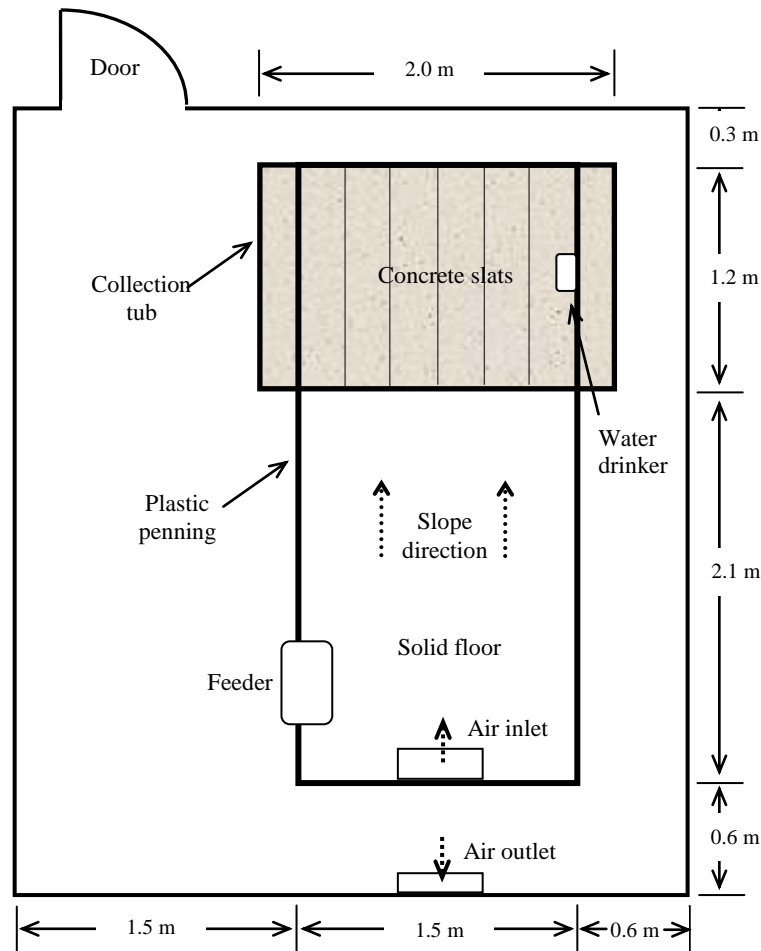 Door
2.0 m
0.3 m
Collection
tub
Concrete slats
1.2 m
Water
drinker
Plastic
penning
Slope
direction
2.1 m
Solid floor
Feeder
Air inlet
Air outlet
0.6 m
1.5 m
1.5 m
0.6 m